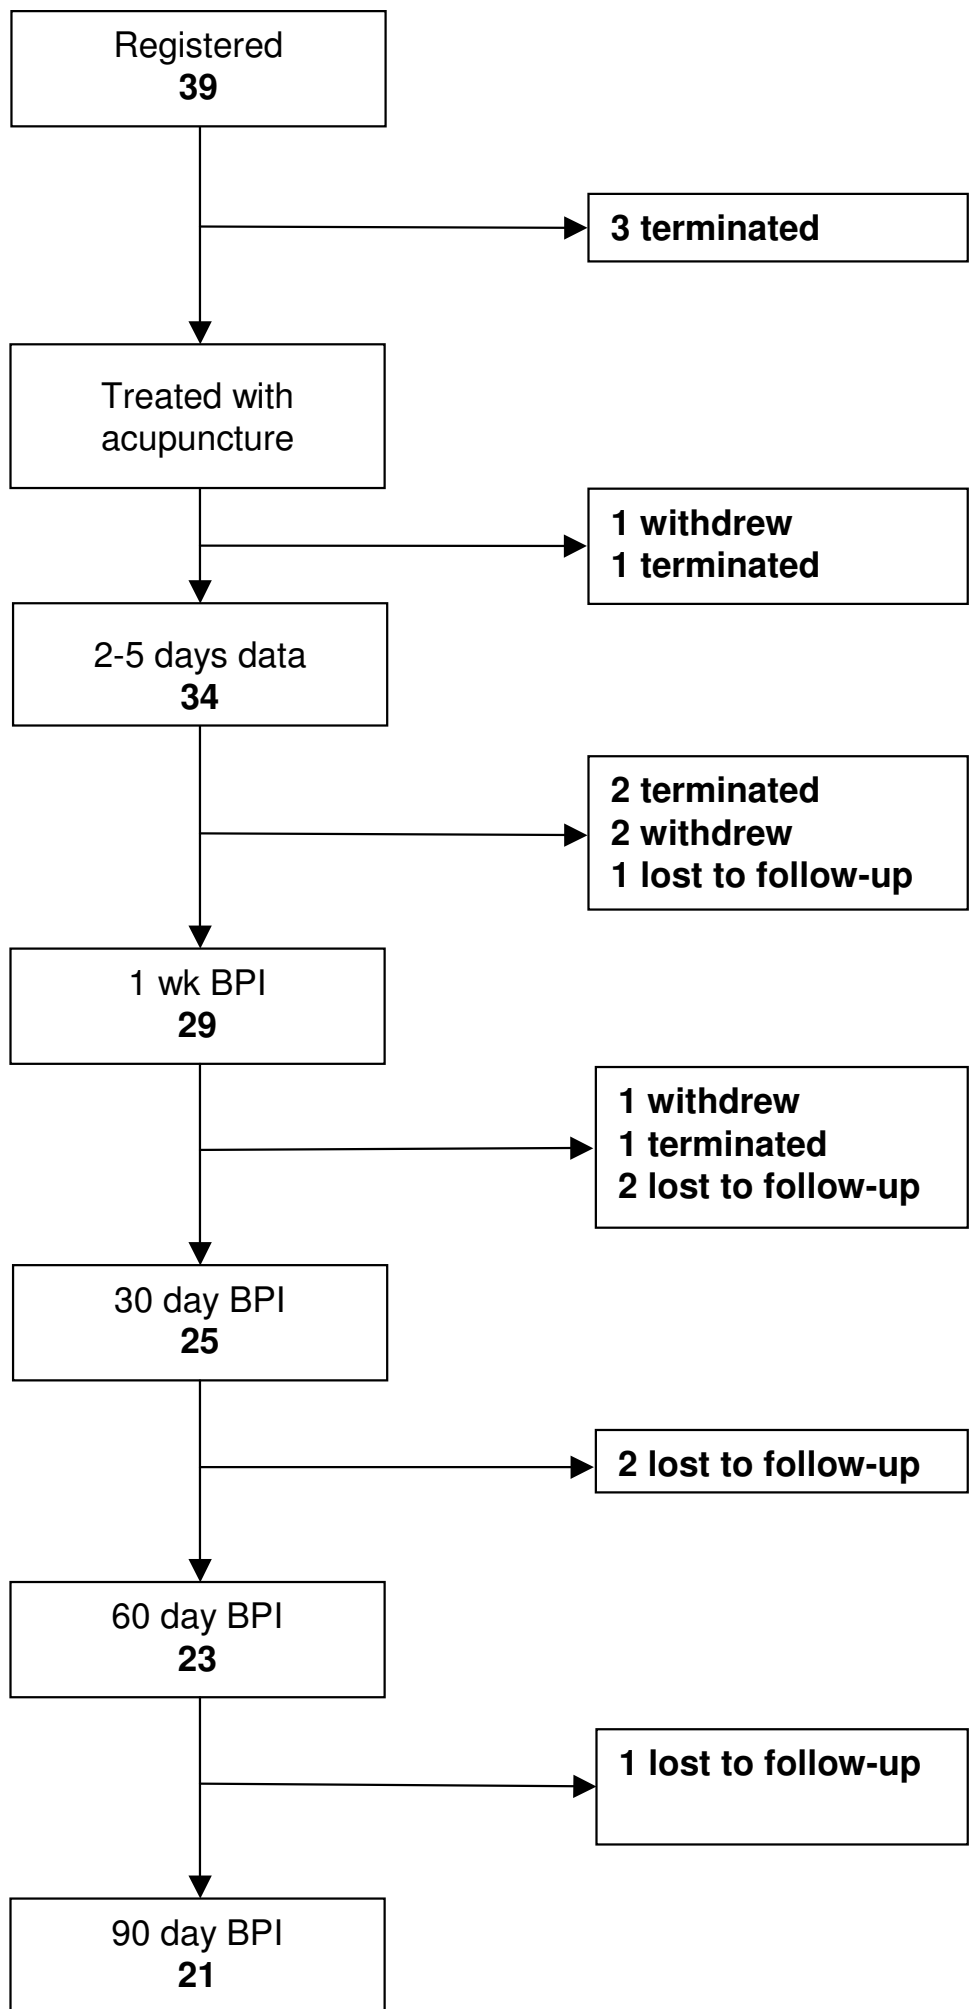 Registered
39
3 terminated
Treated with
acupuncture
1 withdrew
1 terminated
2-5 days data
34
2 terminated
2 withdrew
1 lost to follow-up
1 wk BPI
29
1 withdrew
1 terminated
2 lost to follow-up
30 day BPI
25
2 lost to follow-up
60 day BPI
23
1 lost to follow-up
90 day BPI
21